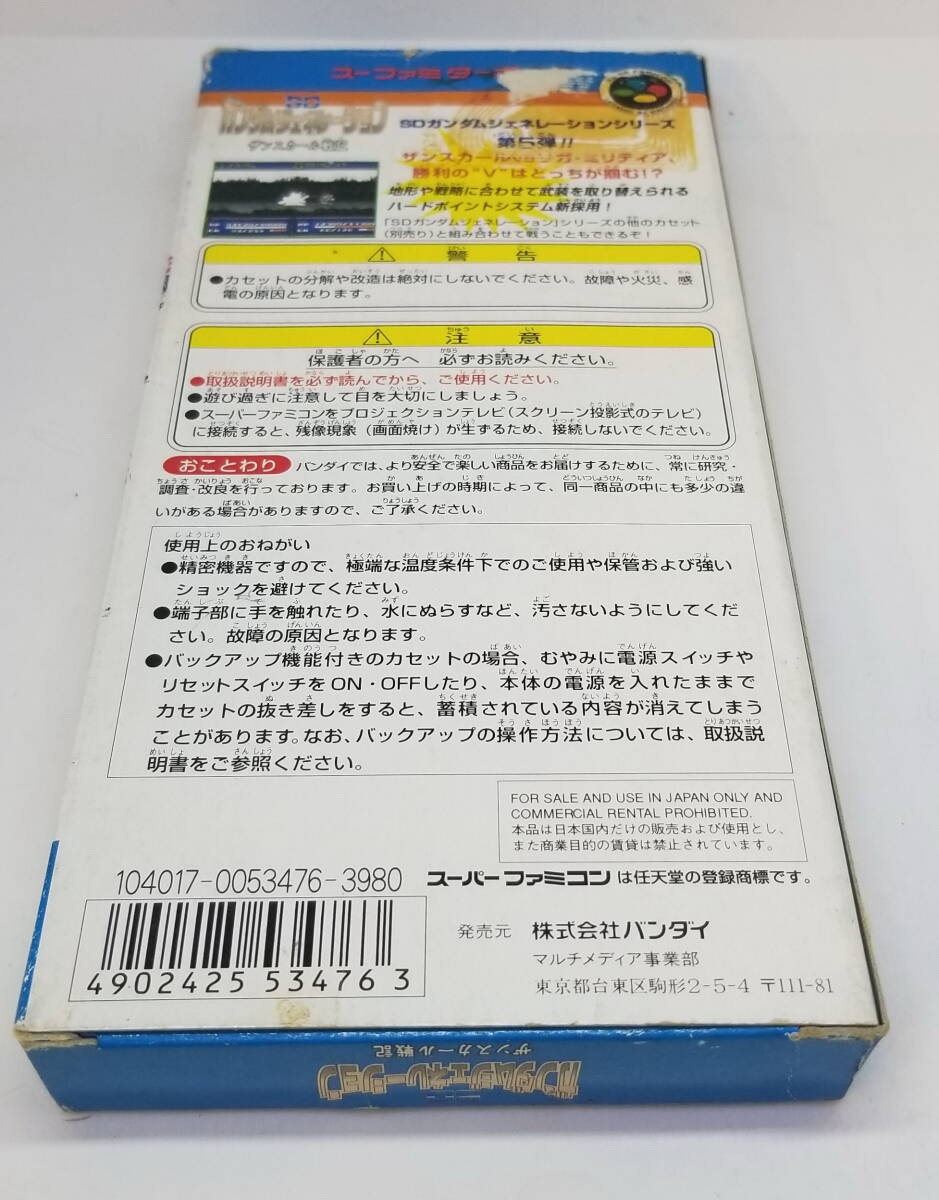 スーファミターボ
SD
ガンダムジェネレーション
ザンスカール戦記
SDガンダムジェネレーションシリーズ
第5弾!!
ザンスカールvsリガ・ミリティア、
勝利の"V"はどっちが掴む!?
地形や戦略に合わせて武装を取り替えられる
ハードポイントシステム新採用!
「SDガンダムジェネレーション」シリーズの他のカセット
(別売り)と組み合わせて戦うこともできるぞ!
警告
●カセットの分解や改造は絶対にしないでください。故障や火災、感
電の原因となります。
注意
保護者の方へ 必ずお読みください。
●取扱説明書を必ず読んでから、ご使用ください。
●遊び過ぎに注意して目を大切にしましょう。
●スーパーファミコンをプロジェクションテレビ(スクリーン投影式のテレビ)
に接続すると、残像現象(画面焼け)が生ずるため、接続しないでください。
おことわり バンダイでは、より安全で楽しい商品をお届けするために、常に研究・
調査・改良を行っております。お買い上げの時期によって、同一商品の中にも多少の違
いがある場合がありますので、ご了承ください。
使用上のおねがい
●精密機器ですので、極端な温度条件下でのご使用や保管および強い
ショックを避けてください。
●端子部に手を触れたり、水にぬらすなど、汚さないようにしてくだ
さい。故障の原因となります。
●バックアップ機能付きのカセットの場合、むやみに電源スイッチや
リセットスイッチをON・OFFしたり、本体の電源を入れたままで
カセットの抜き差しをすると、蓄積されている内容が消えてしまう
ことがあります。なお、バックアップの操作方法については、取扱説
明書をご参照ください。
FOR SALE AND USE IN JAPAN ONLY AND
COMMERCIAL RENTAL PROHIBITED.
本品は日本国内だけの販売および使用とし、
また商業目的の賃貸は禁止されています。
104017-0053476-3980
スーパーファミコンは任天堂の登録商標です。
4902425534763
発売元 株式会社バンダイ
マルチメディア事業部
東京都台東区駒形2-5-4 〒111-81
ザンスカール戦記
ガンダムジェネレーション